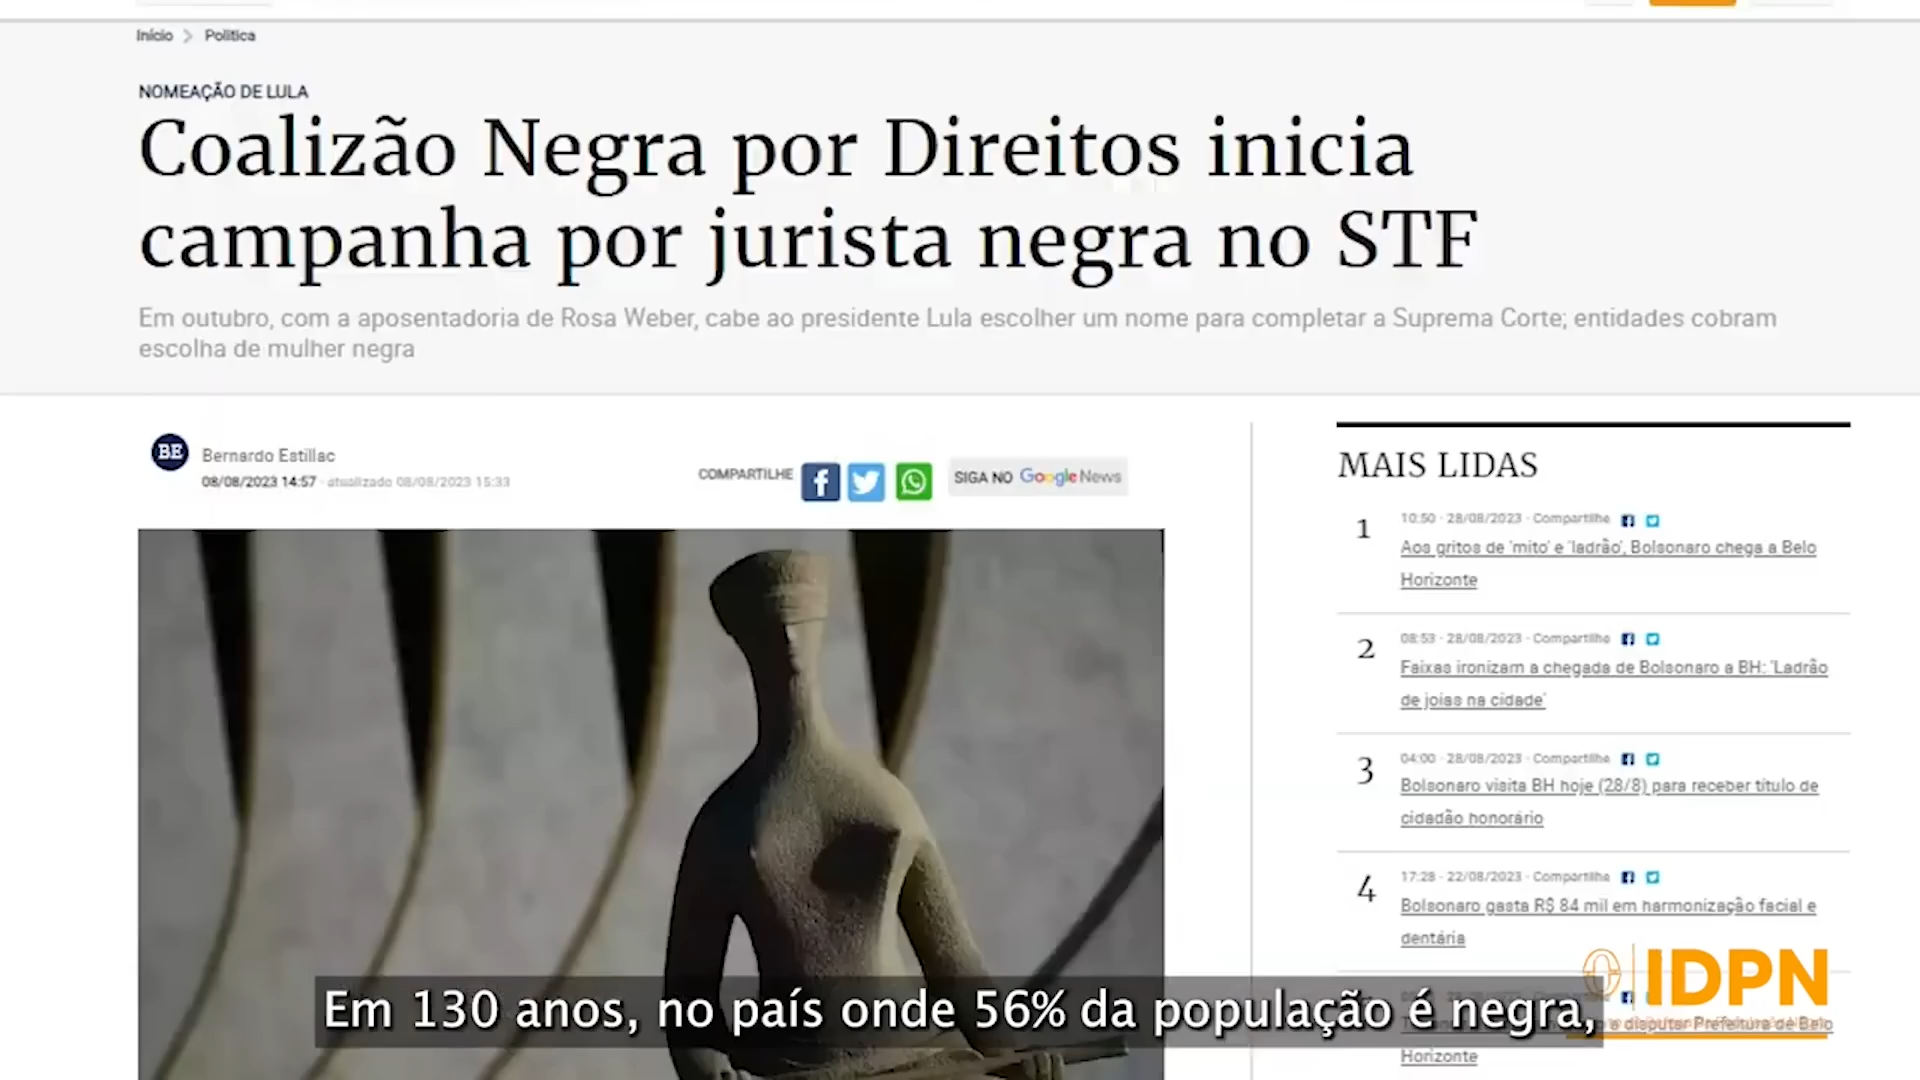 Início > Política
NOMEAÇÃO DE LULA
Coalizão Negra por Direitos inicia
campanha por jurista negra no STF
Em outubro, com a aposentadoria de Rosa Weber, cabe ao presidente Lula escolher um nome para completar a Suprema Corte; entidades cobram
escolha de mulher negra
BE
Bernardo Estillac
08/08/2023 14:57 - atualizado 08/08/2023 15:33
COMPARTILHE
SIGA NO Google News
MAIS LIDAS
1
10:50 - 28/08/2023 - Compartilhe
Aos gritos de 'mito' e 'ladrão', Bolsonaro chega a Belo
Horizonte
2
08:53 - 28/08/2023 - Compartilhe
Faixas ironizam a chegada de Bolsonaro a BH: 'Ladrão
de joias na cidade'
3
04:00 - 28/08/2023 - Compartilhe
Bolsonaro visita BH hoje (28/8) para receber título de
cidadão honorário
4
17:28 - 22/08/2023 - Compartilhe
Bolsonaro gasta R$ 84 mil em harmonização facial e
dentária
IDPN
Em 130 anos, no país onde 56% da população é negra,
a disputar Prefeitura de Belo
Horizonte